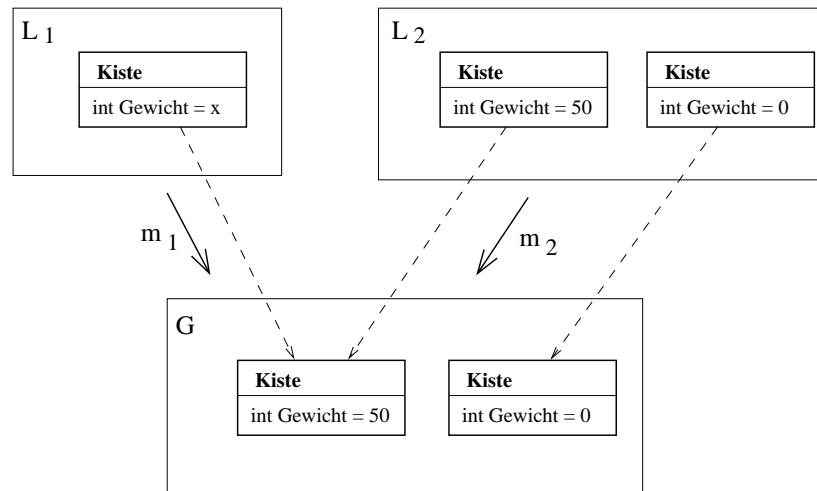 L 1
Kiste
int Gewicht = x
L 2
Kiste
int Gewicht = 50
Kiste
int Gewicht = 0
m 1
m 2
G
Kiste
int Gewicht = 50
Kiste
int Gewicht = 0